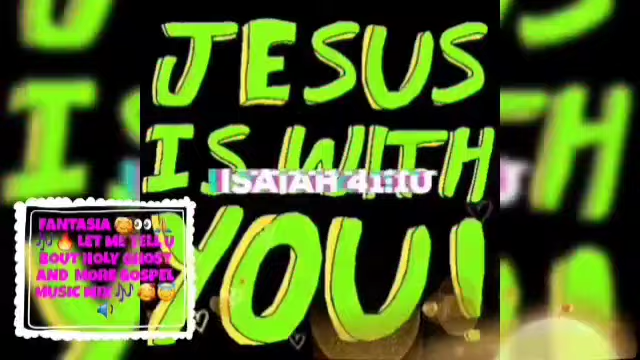 JESUS
IS WITH
ISAIAH 41:10
YOU!
FANTASIA
LET ME TELL U
BOUT HOLY GHOST
AND MORE GOSPEL
MUSIC MIX